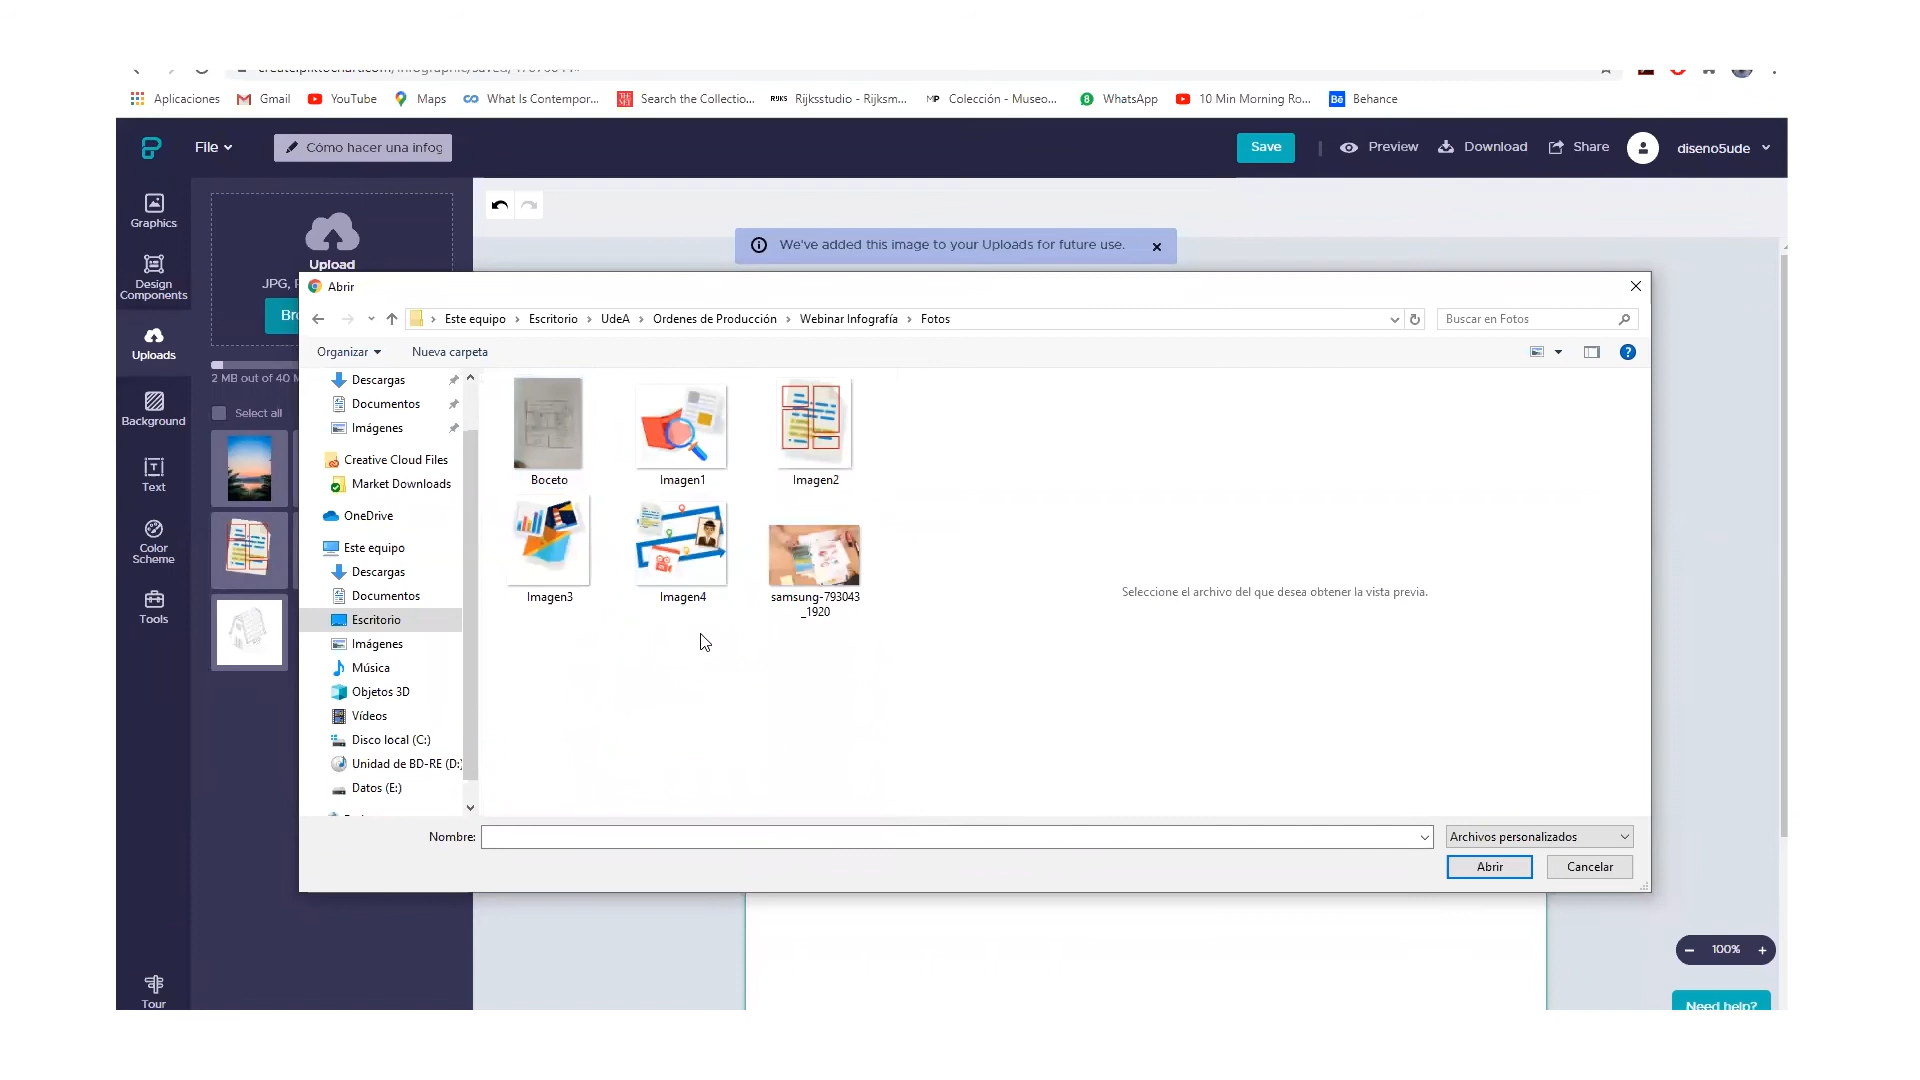 Aplicaciones
Gmail
YouTube
Maps
What Is Contempor...
Search the Collectio...
RIJKS
Rijksstudio - Rijksm...
MP
Colección - Museo...
WhatsApp
10 Min Morning Ro...
Bē
Behance
File
Cómo hacer una infog
Save
Preview
Download
Share
diseno5ude
Graphics
Design
Components
Uploads
Background
Text
Color
Scheme
Tools
Tour
Upload
JPG,
2 MB out of 40
Select all
We've added this image to your Uploads for future use.
Abrir
Este equipo > Escritorio > UdeA > Ordenes de Producción > Webinar Infografía > Fotos
Buscar en Fotos
Organizar
Nueva carpeta
Descargas
Documentos
Imágenes
Creative Cloud Files
Market Downloads
OneDrive
Este equipo
Descargas
Documentos
Escritorio
Imágenes
Música
Objetos 3D
Vídeos
Disco local (C:)
Unidad de BD-RE (D:)
Datos (E:)
Boceto
Imagen1
Imagen2
Imagen3
Imagen4
samsung-793043
_1920
Seleccione el archivo del que desea obtener la vista previa.
Nombre:
Archivos personalizados
Abrir
Cancelar
100%
Need help?